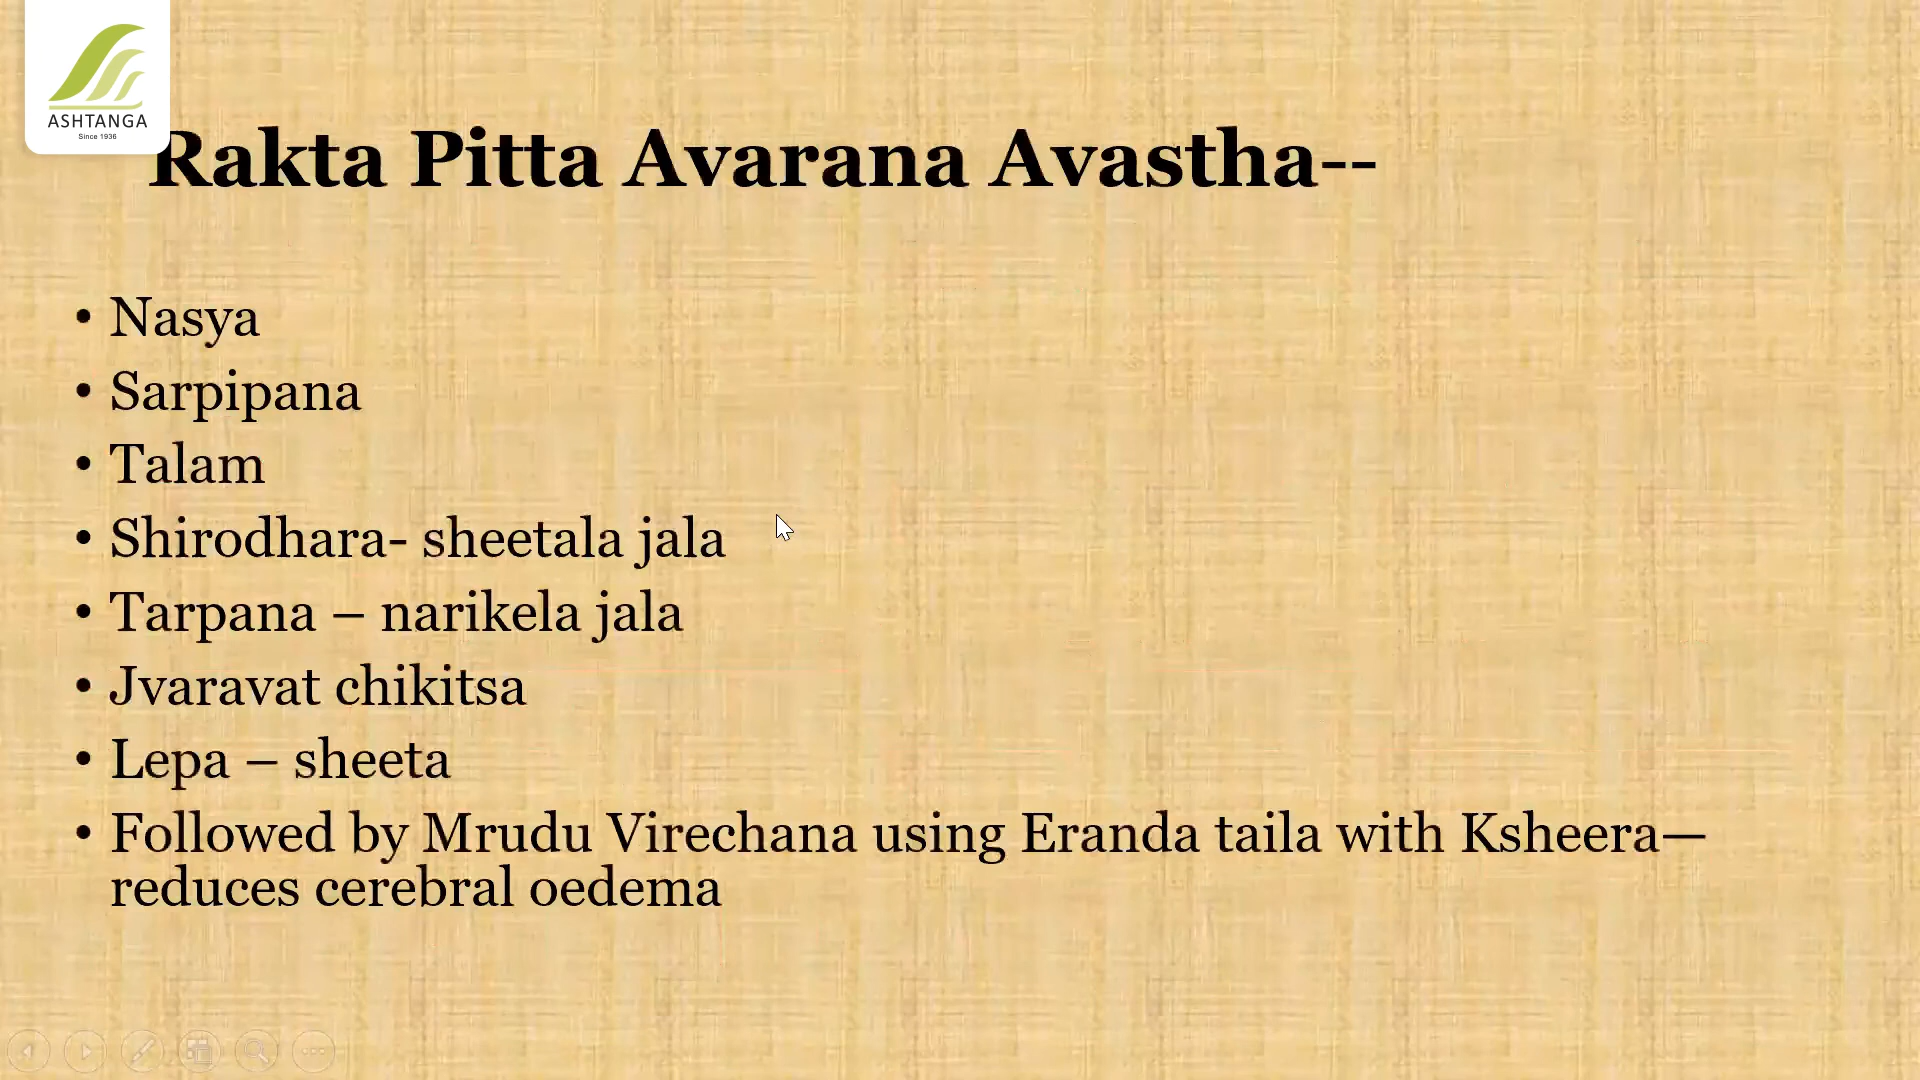 ASHTANGA
Since 1936
Rakta Pitta Avarana Avastha--
• Nasya
• Sarpipana
• Talam
• Shirodhara- sheetala jala
• Tarpana – narikela jala
• Jvaravat chikitsa
• Lepa – sheeta
• Followed by Mrudu Virechana using Eranda taila with Ksheera—
reduces cerebral oedema